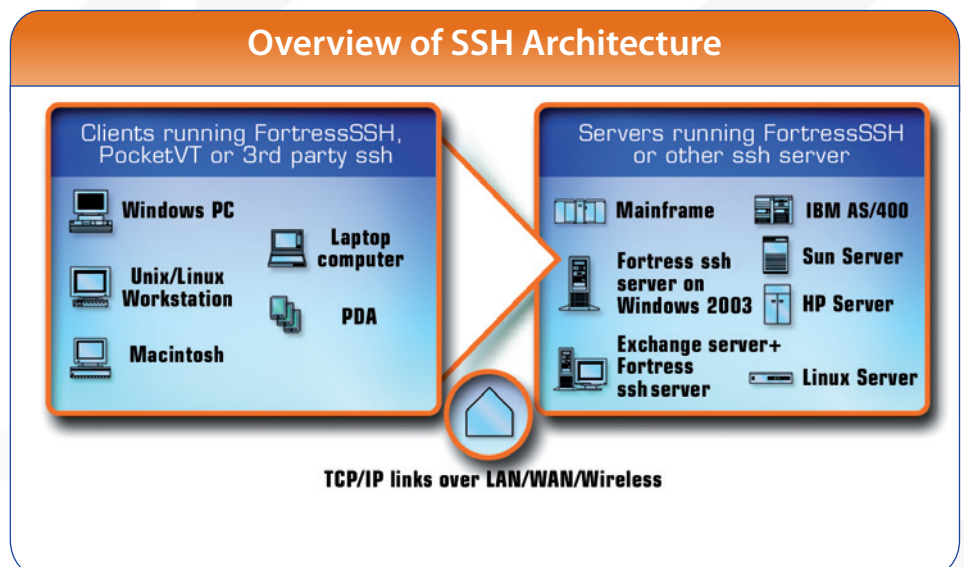 Overview of SSH Architecture
Clients running FortressSSH,
PocketVT or 3rd party ssh
Windows PC
Unix/Linux
Workstation
Macintosh
Laptop
computer
PDA
Servers running FortressSSH
or other ssh server
Mainframe
Fortress ssh
server on
Windows 2003
Exchange server+
Fortress
ssh server
IBM AS/400
Sun Server
HP Server
Linux Server
TCP/IP links over LAN/WAN/Wireless